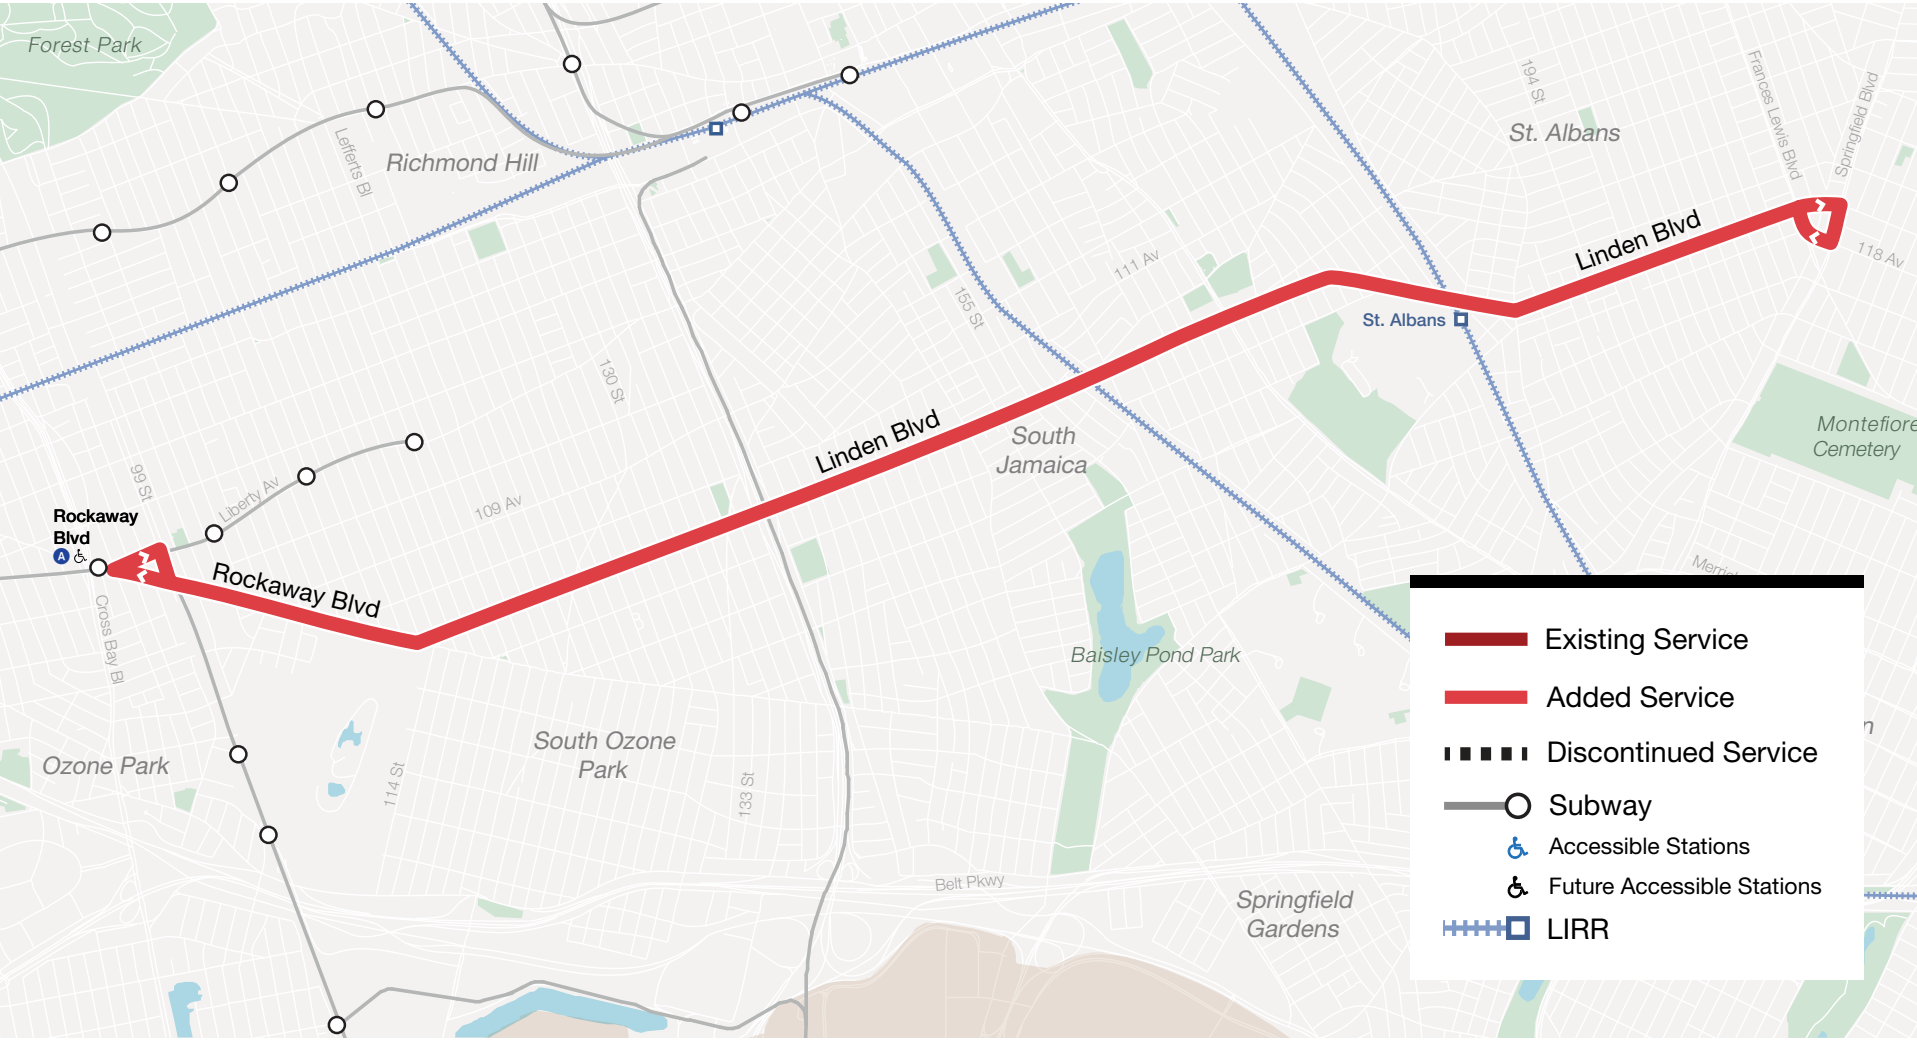 Forest Park
Lefferts Bl
Richmond Hill
194 St
Frances Lewis Blvd
Springfield Blvd
St. Albans
Linden Blvd
118 Av
111 Av
155 St
St. Albans
130 St
Linden Blvd
South
Jamaica
Montefiore
Cemetery
99 St
Liberty Av
109 Av
Rockaway
Blvd
A
Rockaway Blvd
Cross Bay Bl
Baisley Pond Park
Ozone Park
114 St
South Ozone
Park
133 St
Belt Pkwy
Springfield
Gardens
Existing Service
Added Service
Discontinued Service
Subway
Accessible Stations
Future Accessible Stations
LIRR